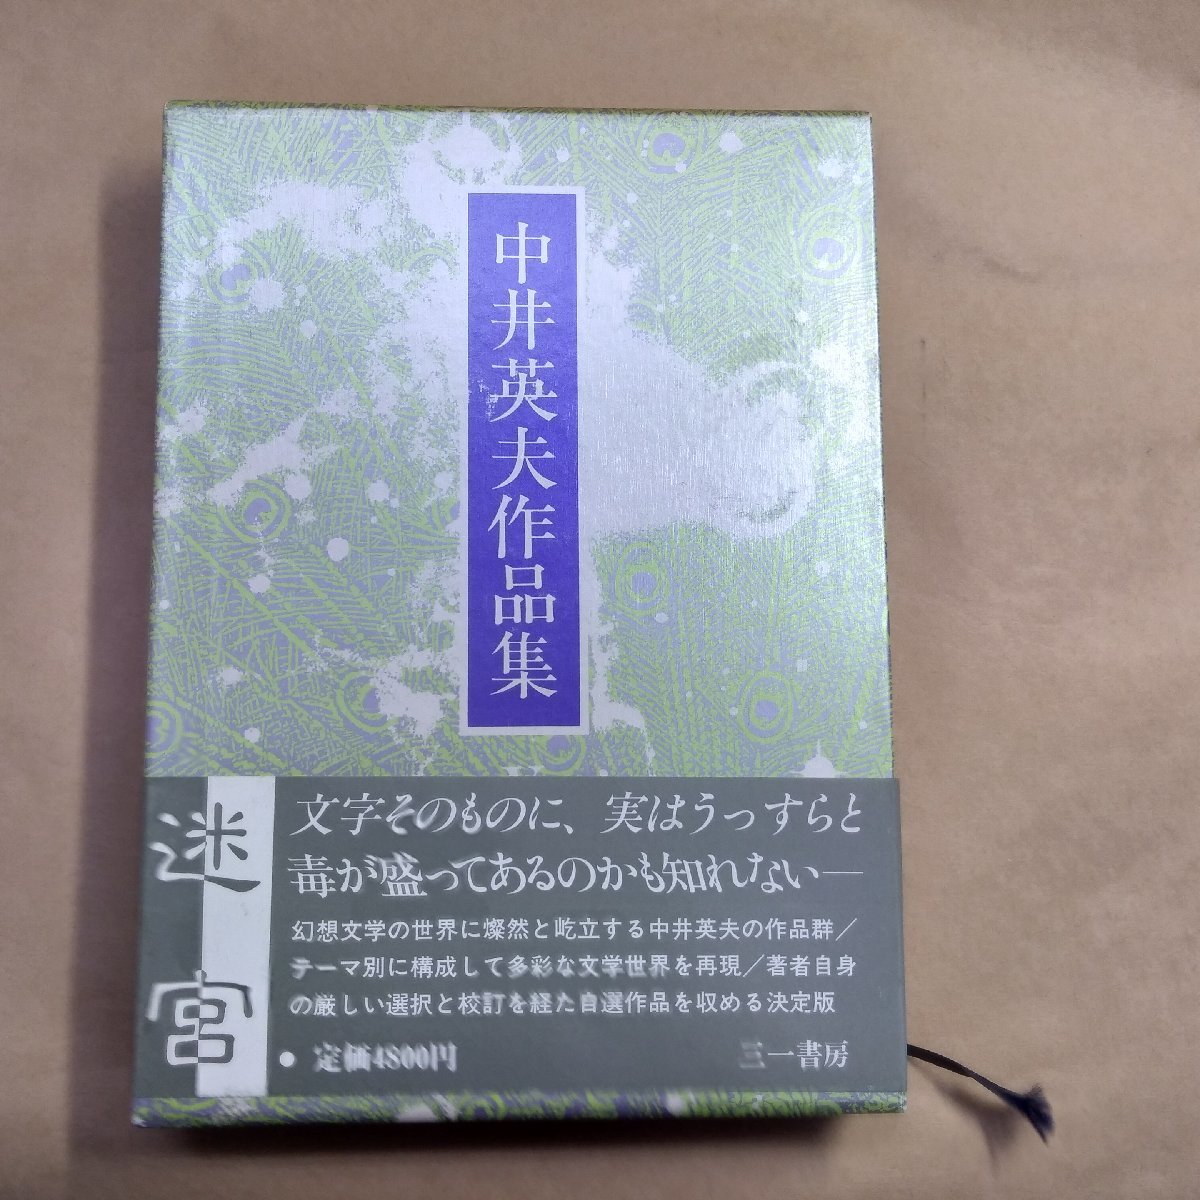 中井英夫作品集
迷宮
文字そのものに、実はうっすらと
毒が盛ってあるのかも知れない―
幻想文学の世界に燦然と屹立する中井英夫の作品群／
テーマ別に構成して多彩な文学世界を再現／著者自身
の厳しい選択と校訂を経た自選作品を収める決定版
●定価4800円
三一書房